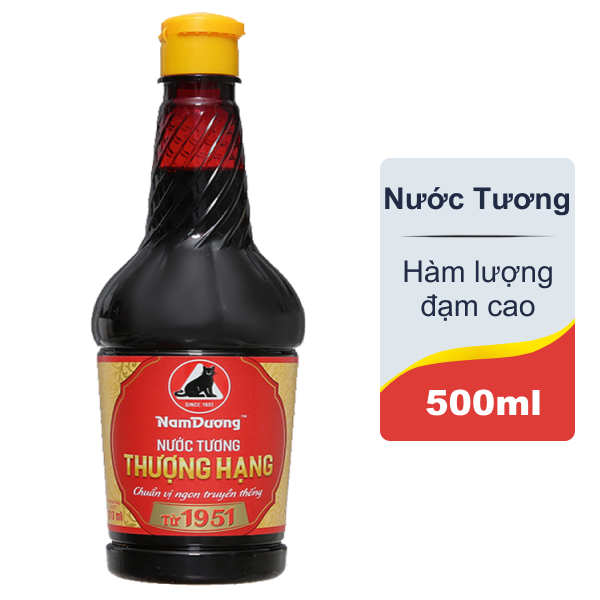 SINCE 1951
NamDương™
NƯỚC TƯƠNG
THƯỢNG HẠNG
Chuẩn vị ngon truyền thống
Từ 1951
Nước Tương
Hàm lượng
đạm cao
500ml